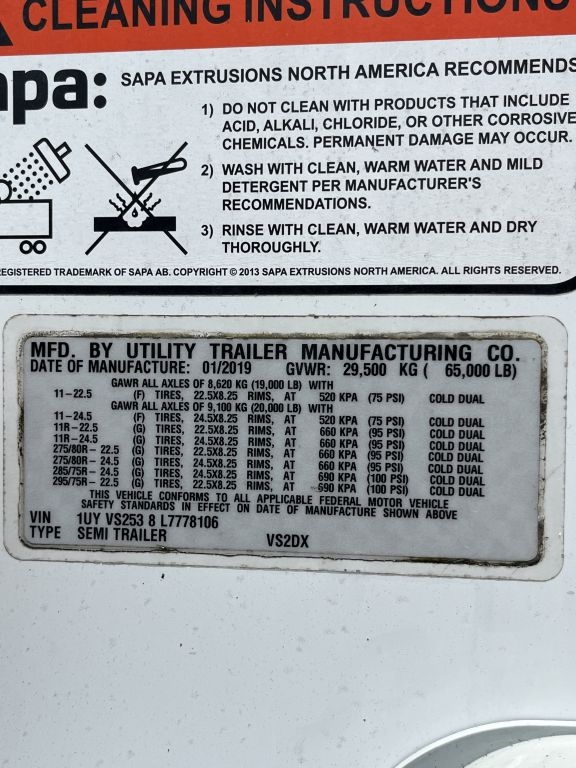 CLEANING INSTRUCTIONS
apa: SAPA EXTRUSIONS NORTH AMERICA RECOMMENDS
1) DO NOT CLEAN WITH PRODUCTS THAT INCLUDE
ACID, ALKALI, CHLORIDE, OR OTHER CORROSIVE
CHEMICALS. PERMANENT DAMAGE MAY OCCUR.
2) WASH WITH CLEAN, WARM WATER AND MILD
DETERGENT PER MANUFACTURER'S
RECOMMENDATIONS.
3) RINSE WITH CLEAN, WARM WATER AND DRY
THOROUGHLY.
EGISTERED TRADEMARK OF SAPA AB. COPYRIGHT © 2013 SAPA EXTRUSIONS NORTH AMERICA. ALL RIGHTS RESERVED.
MFD. BY UTILITY TRAILER MANUFACTURING CO.
DATE OF MANUFACTURE: 01/2019 GVWR: 29,500 KG ( 65,000 LB)
GAWR ALL AXLES OF 8,620 KG (19,000 LB) WITH
11-22.5 (F) TIRES, 22.5X8.25 RIMS, AT 520 KPA (75 PSI) COLD DUAL
GAWR ALL AXLES OF 9,100 KG (20,000 LB) WITH
11-24.5 (F) TIRES, 24.5X8.25 RIMS, AT 520 KPA (75 PSI) COLD DUAL
11R-22.5 (G) TIRES, 22.5X8.25 RIMS, AT 660 KPA (95 PSI) COLD DUAL
11R-24.5 (G) TIRES, 24.5X8.25 RIMS, AT 660 KPA (95 PSI) COLD DUAL
275/80R-22.5 (G) TIRES, 22.5X8.25 RIMS, AT 660 KPA (95 PSI) COLD DUAL
275/80R-24.5 (G) TIRES, 24.5X8.25 RIMS, AT 660 KPA (95 PSI) COLD DUAL
285/75R-24.5 (G) TIRES, 24.5X8.25 RIMS, AT 690 KPA (100 PSI) COLD DUAL
295/75R-22.5 (G) TIRES, 22.5X8.25 RIMS, AT 690 KPA (100 PSI) COLD DUAL
THIS VEHICLE CONFORMS TO ALL APPLICABLE FEDERAL MOTOR VEHICLE
SAFETY STANDARDS IN EFFECT ON DATE OF MANUFACTURE SHOWN ABOVE
VIN 1UY VS253 8 L7778106
TYPE SEMI TRAILER VS2DX